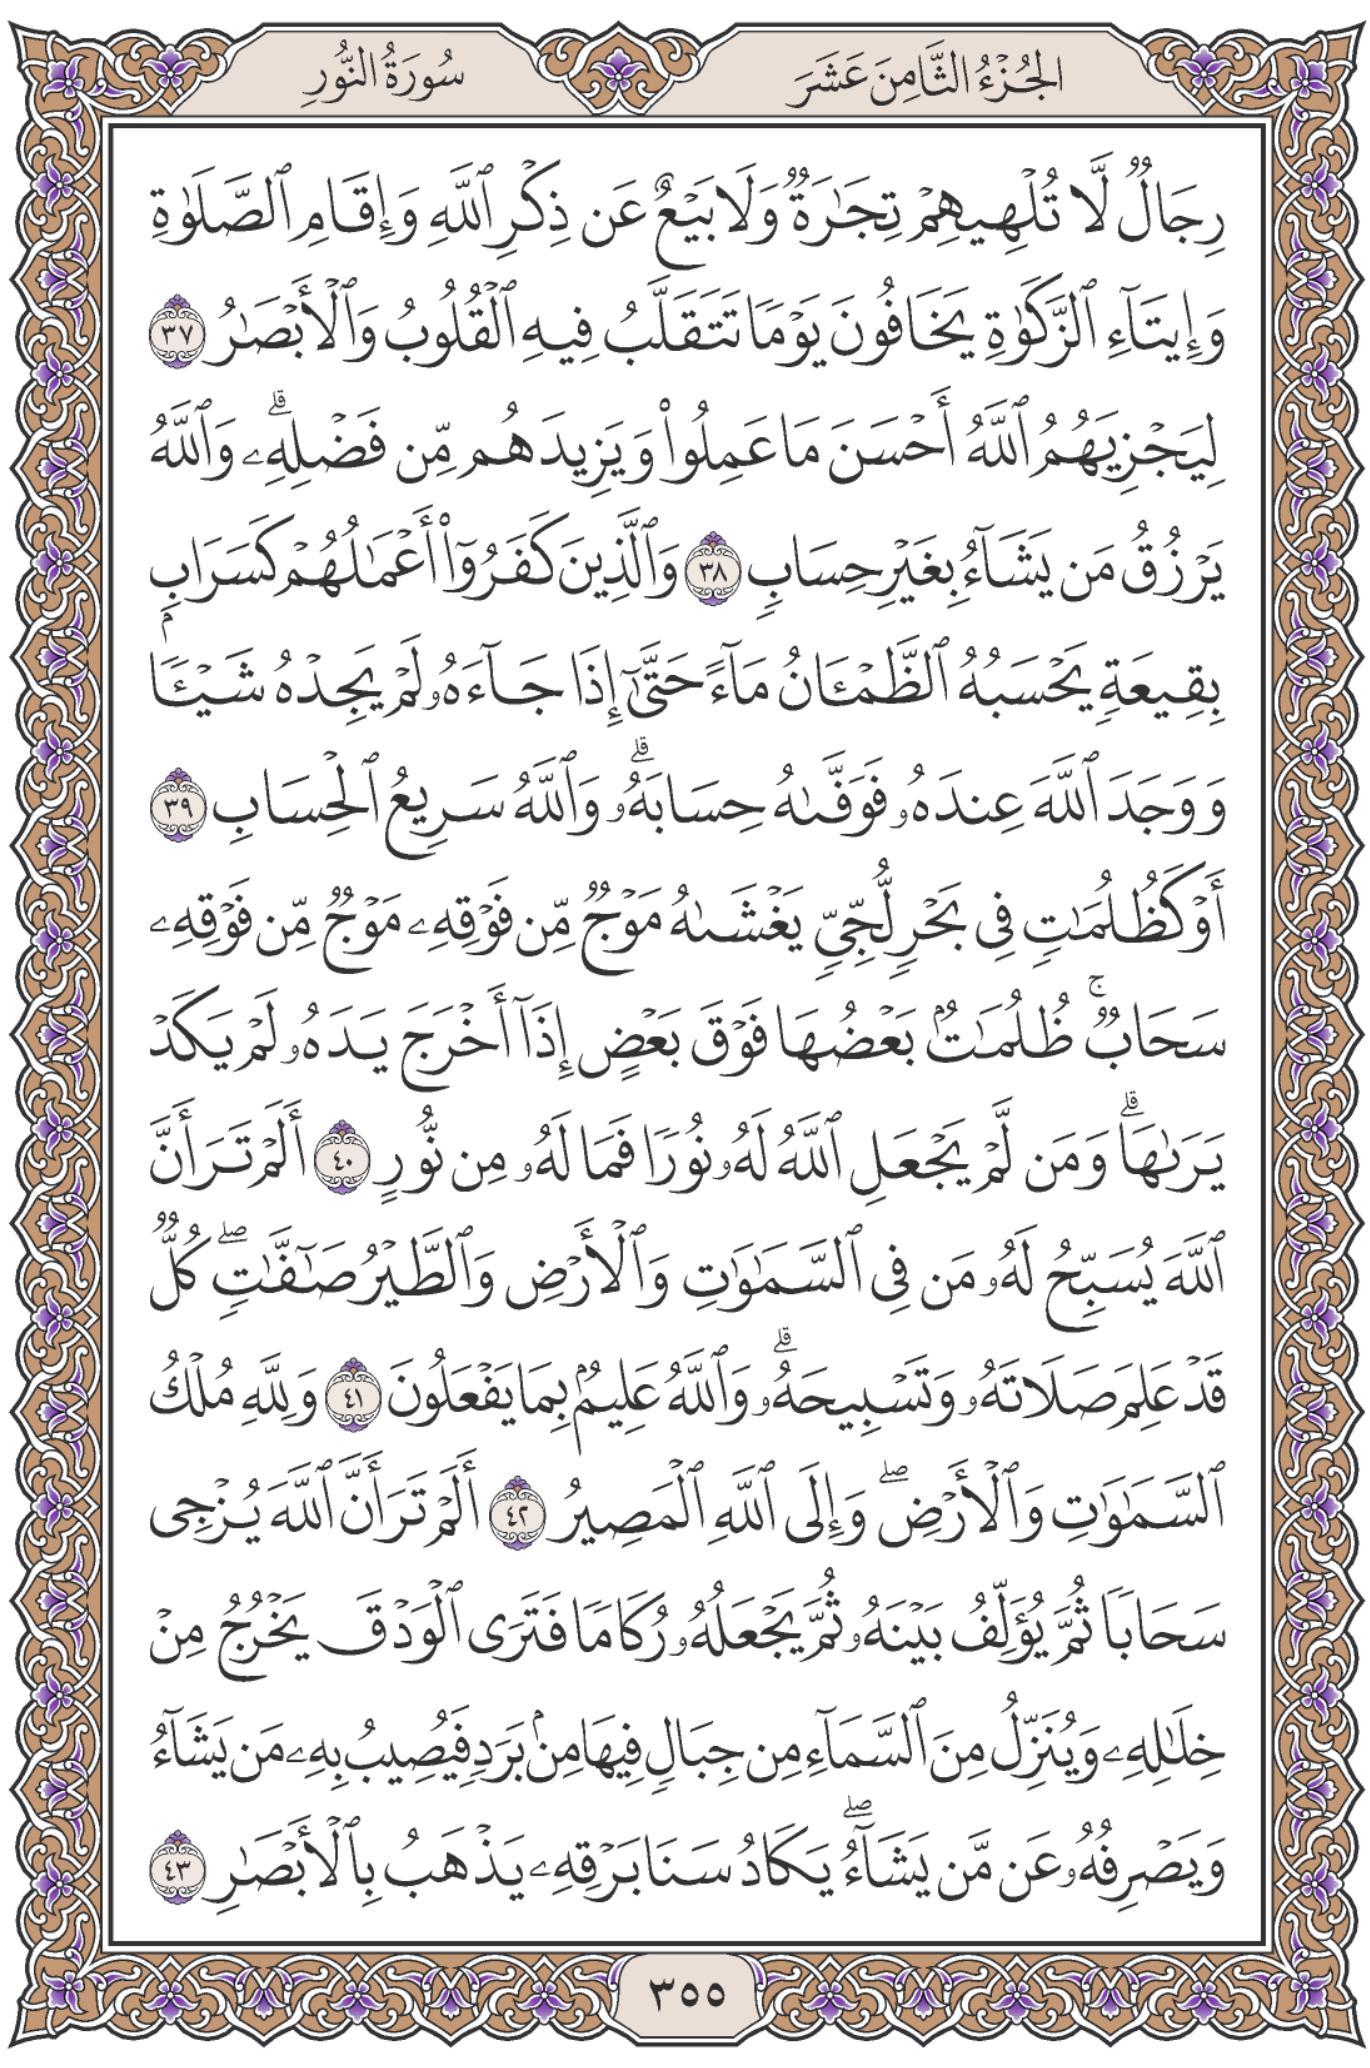 الجُزْءُ الثَّامِنَ عَشَرَ
سُورَةُ النُّورِ
رِجَالٌ لَّا تُلْهِيهِمْ تِجَٰرَةٌ وَلَا بَيْعٌ عَن ذِكْرِ ٱللَّهِ وَإِقَامِ ٱلصَّلَوٰةِ
وَإِيتَآءِ ٱلزَّكَوٰةِ يَخَافُونَ يَوْمًا تَتَقَلَّبُ فِيهِ ٱلْقُلُوبُ وَٱلْأَبْصَٰرُ ٣٧
لِيَجْزِيَهُمُ ٱللَّهُ أَحْسَنَ مَا عَمِلُوا۟ وَيَزِيدَهُم مِّن فَضْلِهِۦۗ وَٱللَّهُ
يَرْزُقُ مَن يَشَآءُ بِغَيْرِ حِسَابٍ ٣٨ وَٱلَّذِينَ كَفَرُوٓا۟ أَعْمَٰلُهُمْ كَسَرَابٍۭ
بِقِيعَةٍ يَحْسَبُهُ ٱلظَّمْـَٔانُ مَآءً حَتَّىٰٓ إِذَا جَآءَهُۥ لَمْ يَجِدْهُ شَيْـًٔا
وَوَجَدَ ٱللَّهَ عِندَهُۥ فَوَفَّىٰهُ حِسَابَهُۥۗ وَٱللَّهُ سَرِيعُ ٱلْحِسَابِ ٣٩
أَوْ كَظُلُمَٰتٍ فِى بَحْرٍ لُّجِّىٍّ يَغْشَىٰهُ مَوْجٌ مِّن فَوْقِهِۦ مَوْجٌ مِّن فَوْقِهِۦ
سَحَابٌۚ ظُلُمَٰتٌۢ بَعْضُهَا فَوْقَ بَعْضٍ إِذَآ أَخْرَجَ يَدَهُۥ لَمْ يَكَدْ
يَرَىٰهَاۗ وَمَن لَّمْ يَجْعَلِ ٱللَّهُ لَهُۥ نُورًا فَمَا لَهُۥ مِن نُّورٍ ٤٠ أَلَمْ تَرَ أَنَّ
ٱللَّهَ يُسَبِّحُ لَهُۥ مَن فِى ٱلسَّمَٰوَٰتِ وَٱلْأَرْضِ وَٱلطَّيْرُ صَٰٓفَّٰتٍۖ كُلٌّ
قَدْ عَلِمَ صَلَاتَهُۥ وَتَسْبِيحَهُۥۗ وَٱللَّهُ عَلِيمٌۢ بِمَا يَفْعَلُونَ ٤١ وَلِلَّهِ مُلْكُ
ٱلسَّمَٰوَٰتِ وَٱلْأَرْضِۖ وَإِلَى ٱللَّهِ ٱلْمَصِيرُ ٤٢ أَلَمْ تَرَ أَنَّ ٱللَّهَ يُزْجِى
سَحَابًا ثُمَّ يُؤَلِّفُ بَيْنَهُۥ ثُمَّ يَجْعَلُهُۥ رُكَامًا فَتَرَى ٱلْوَدْقَ يَخْرُجُ مِنْ
خِلَٰلِهِۦ وَيُنَزِّلُ مِنَ ٱلسَّمَآءِ مِن جِبَالٍ فِيهَا مِنۢ بَرَدٍ فَيُصِيبُ بِهِۦ مَن يَشَآءُ
وَيَصْرِفُهُۥ عَن مَّن يَشَآءُۖ يَكَادُ سَنَا بَرْقِهِۦ يَذْهَبُ بِٱلْأَبْصَٰرِ ٤٣
٣٥٥